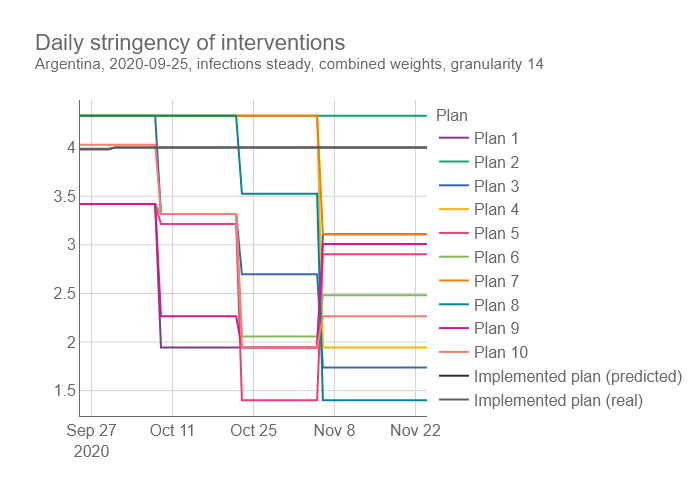 Daily stringency of interventions
Argentina, 2020-09-25, infections steady, combined weights, granularity 14
Plan
4
3.5
3
2.5
2
1.5
Plan 1
Plan 2
Plan 3
Plan 4
Plan 5
Plan 6
Plan 7
Plan 8
Plan 9
Plan 10
Implemented plan (predicted)
Implemented plan (real)
Sep 27 Oct 11 Oct 25 Nov 8 Nov 22
2020